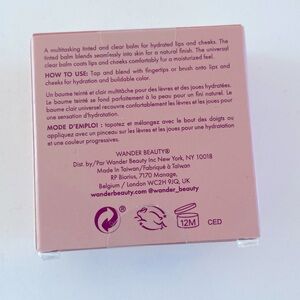 A multitasking tinted and clear balm for hydrated lips and cheeks. The
tinted balm blends seamlessly into skin for a natural finish. The universal
clear balm coats lips and cheeks comfortably for a moisturized feel.
HOW TO USE: Tap and blend with fingertips or brush onto lips and
cheeks for hydration and buildable color.
Un baume teinté et clair multitâche pour des lèvres et des joues hydratées.
Le baume teinté se fond parfaitement à la peau pour un fini naturel. Le
baume clair universel recouvre confortablement les lèvres et les joues pour
une sensation d'hydratation.
MODE D'EMPLOI : tapotez et mélangez avec le bout des doigts ou
appliquez avec un pinceau sur les lèvres et les joues pour une hydratation
et une couleur modulables.
WANDER BEAUTY®
Dist. by/Par Wander Beauty Inc New York, NY 10018
Made in Taiwan/Fabriqué à Taïwan
RP Biorius, 7170 Manage,
Belgium / London WC2H 9JQ, UK
wanderbeauty.com @wander_beauty
12M CED